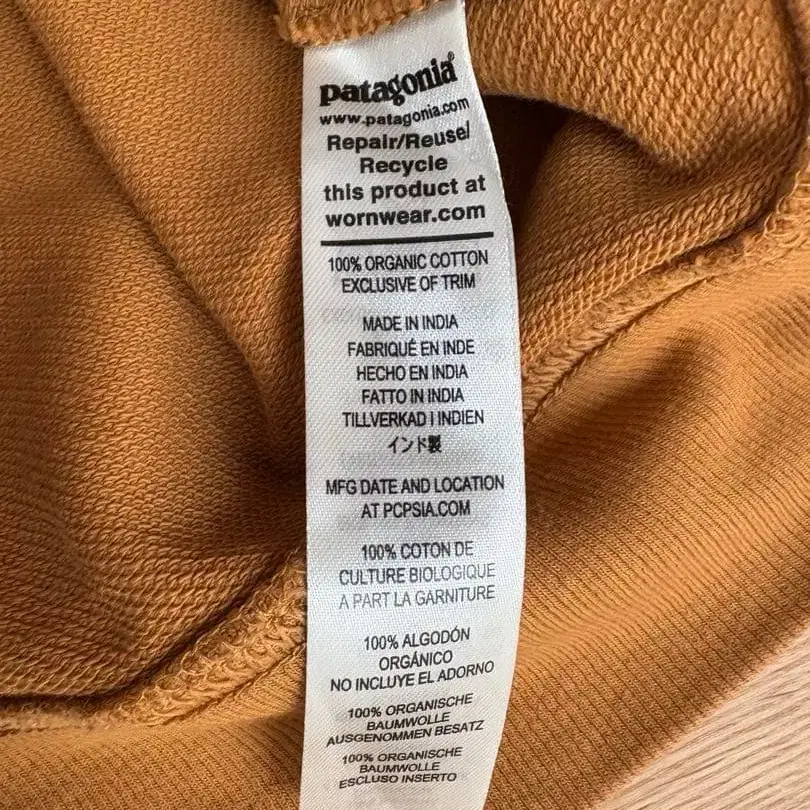 patagonia®
www.patagonia.com
Repair/Reuse/
Recycle
this product at
wornwear.com
100% ORGANIC COTTON
EXCLUSIVE OF TRIM
MADE IN INDIA
FABRIQUÉ EN INDE
HECHO EN INDIA
FATTO IN INDIA
TILLVERKAD I INDIEN
インド製
MFG DATE AND LOCATION
AT PCPSIA.COM
100% COTON DE
CULTURE BIOLOGIQUE
A PART LA GARNITURE
100% ALGODÓN
ORGÁNICO
NO INCLUYE EL ADORNO
100% ORGANISCHE
BAUMWOLLE
AUSGENOMMEN BESATZ
100% ORGANISCHE
BAUMWOLLE
ESCLUSO INSERTO